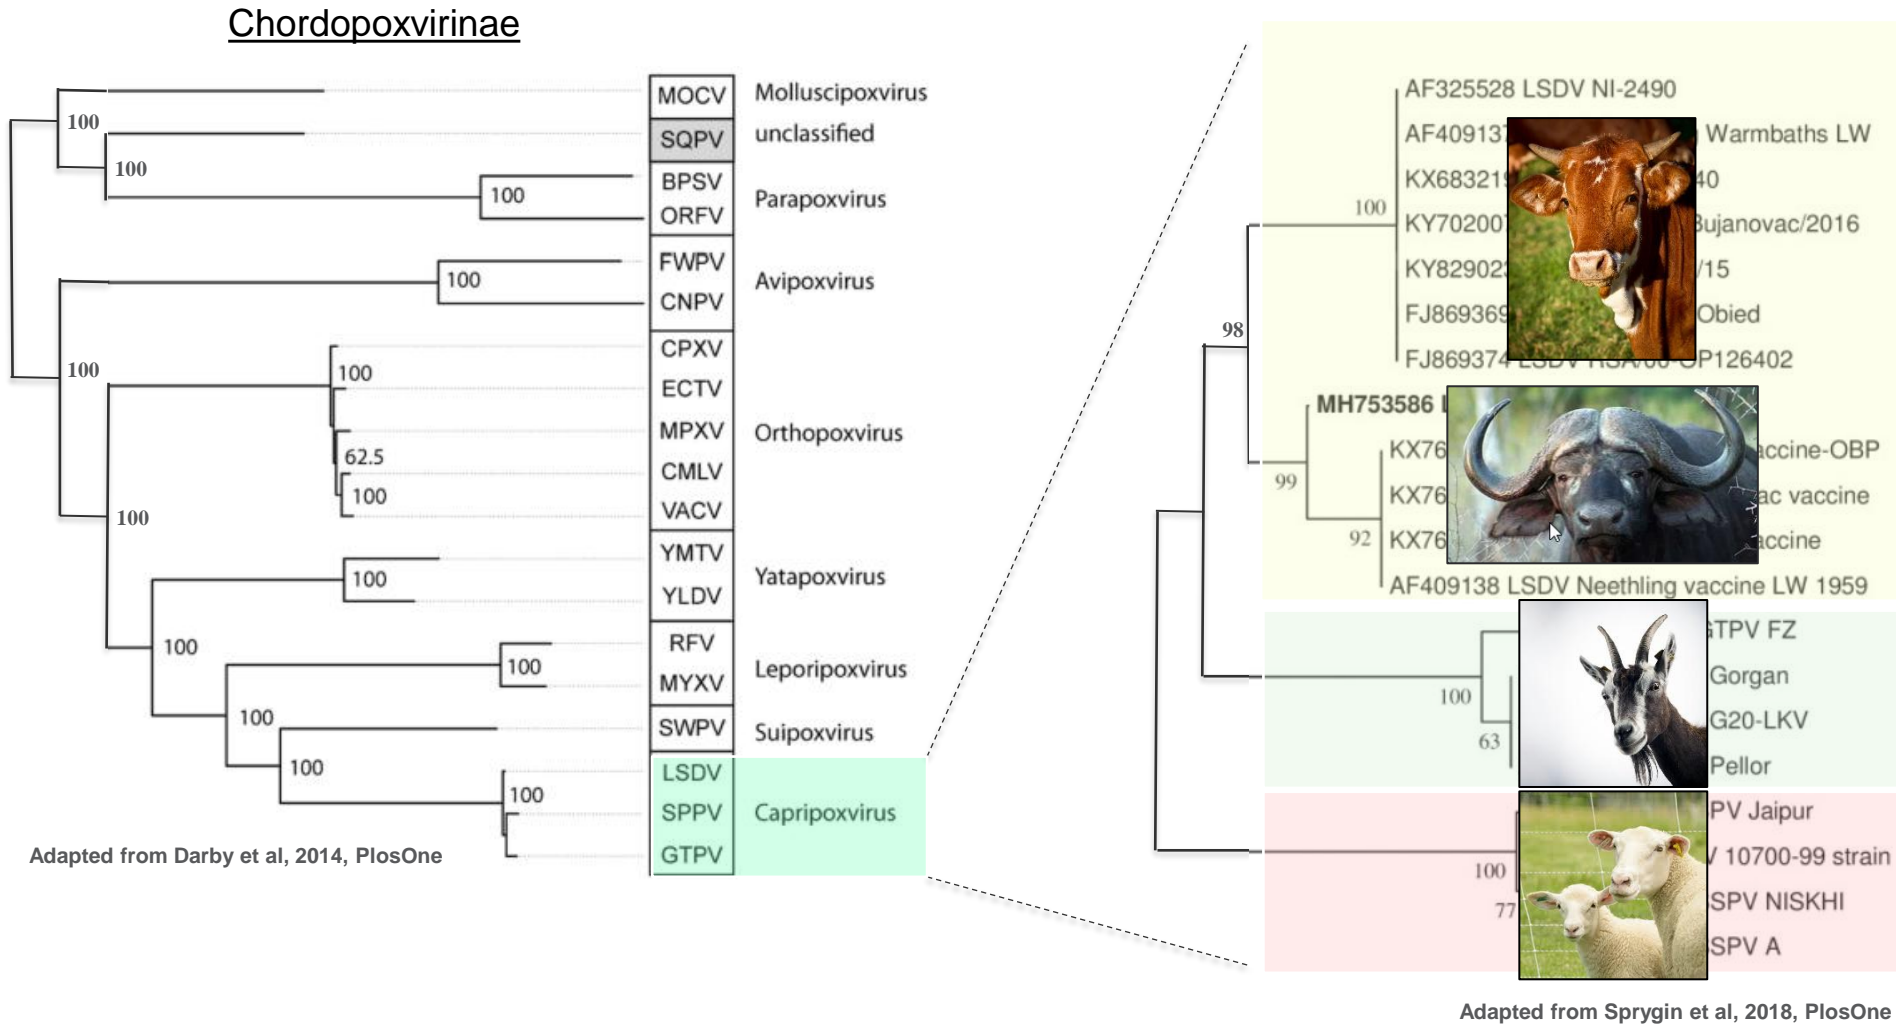 Chordopoxvirinae
100
100
100
100
100
100
100
62.5
100
100
100
100
100
100
100
MOCV
SQPV
BPSV
ORFV
FWPV
CNPV
CPXV
ECTV
MPXV
CMLV
VACV
YMTV
YLDV
RFV
MYXV
SWPV
LSDV
SPPV
GTPV
Molluscipoxvirus
unclassified
Parapoxvirus
Avipoxvirus
Orthopoxvirus
Yatapoxvirus
Leporipoxvirus
Suipoxvirus
Capripoxvirus
Adapted from Darby et al, 2014, PlosOne
AF325528 LSDV NI-2490
Warmbaths LW
40
100
Bujanovac/2016
/15
Obied
98
FJ869374 LSDV
MH753586
accine-OBP
99
vaccine
92
accine
AF409138 LSDV Neethling vaccine LW 1959
GTPV FZ
Gorgan
100
G20-LKV
63
Pellor
PV Jaipur
10700-99 strain
100
SPV NISKHI
77
SPV A
Adapted from Sprygin et al, 2018, PlosOne